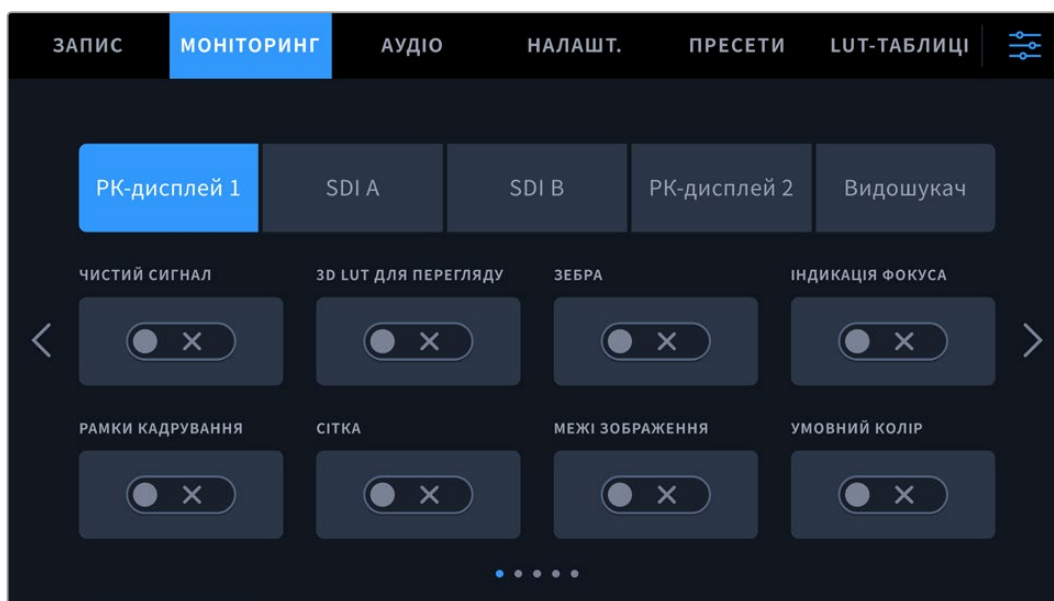 ЗАПИС МОНІТОРИНГ АУДІО НАЛАШТ. ПРЕСЕТИ LUT-ТАБЛИЦІ
РК-дисплей 1 SDI A SDI B РК-дисплей 2 Видошукач
ЧИСТИЙ СИГНАЛ 3D LUT ДЛЯ ПЕРЕГЛЯДУ ЗЕБРА ІНДИКАЦІЯ ФОКУСА
РАМКИ КАДРУВАННЯ СІТКА МЕЖІ ЗОБРАЖЕННЯ УМОВНИЙ КОЛІР